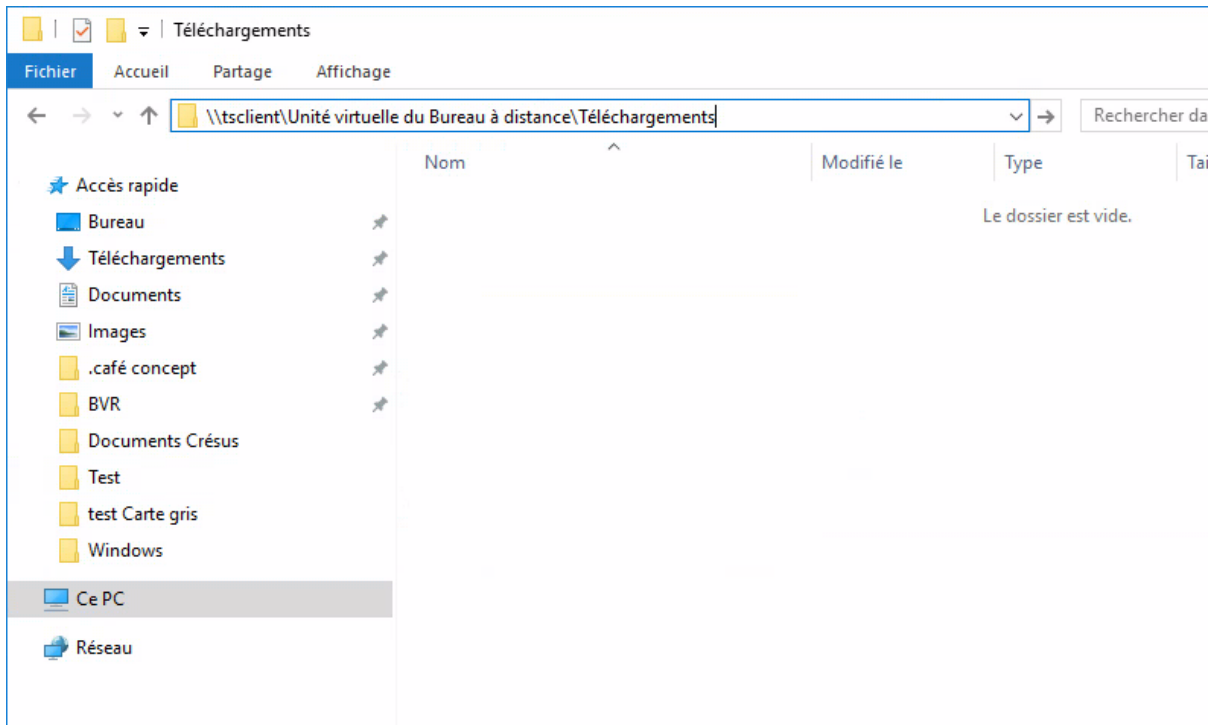 Téléchargements
Fichier Accueil Partage Affichage
\\tsclient\Unité virtuelle du Bureau à distance\Téléchargements Rechercher da
Nom Modifié le Type Tai
Accès rapide
Le dossier est vide.
Bureau
Téléchargements
Documents
Images
.café concept
BVR
Documents Crésus
Test
test Carte gris
Windows
Ce PC
Réseau